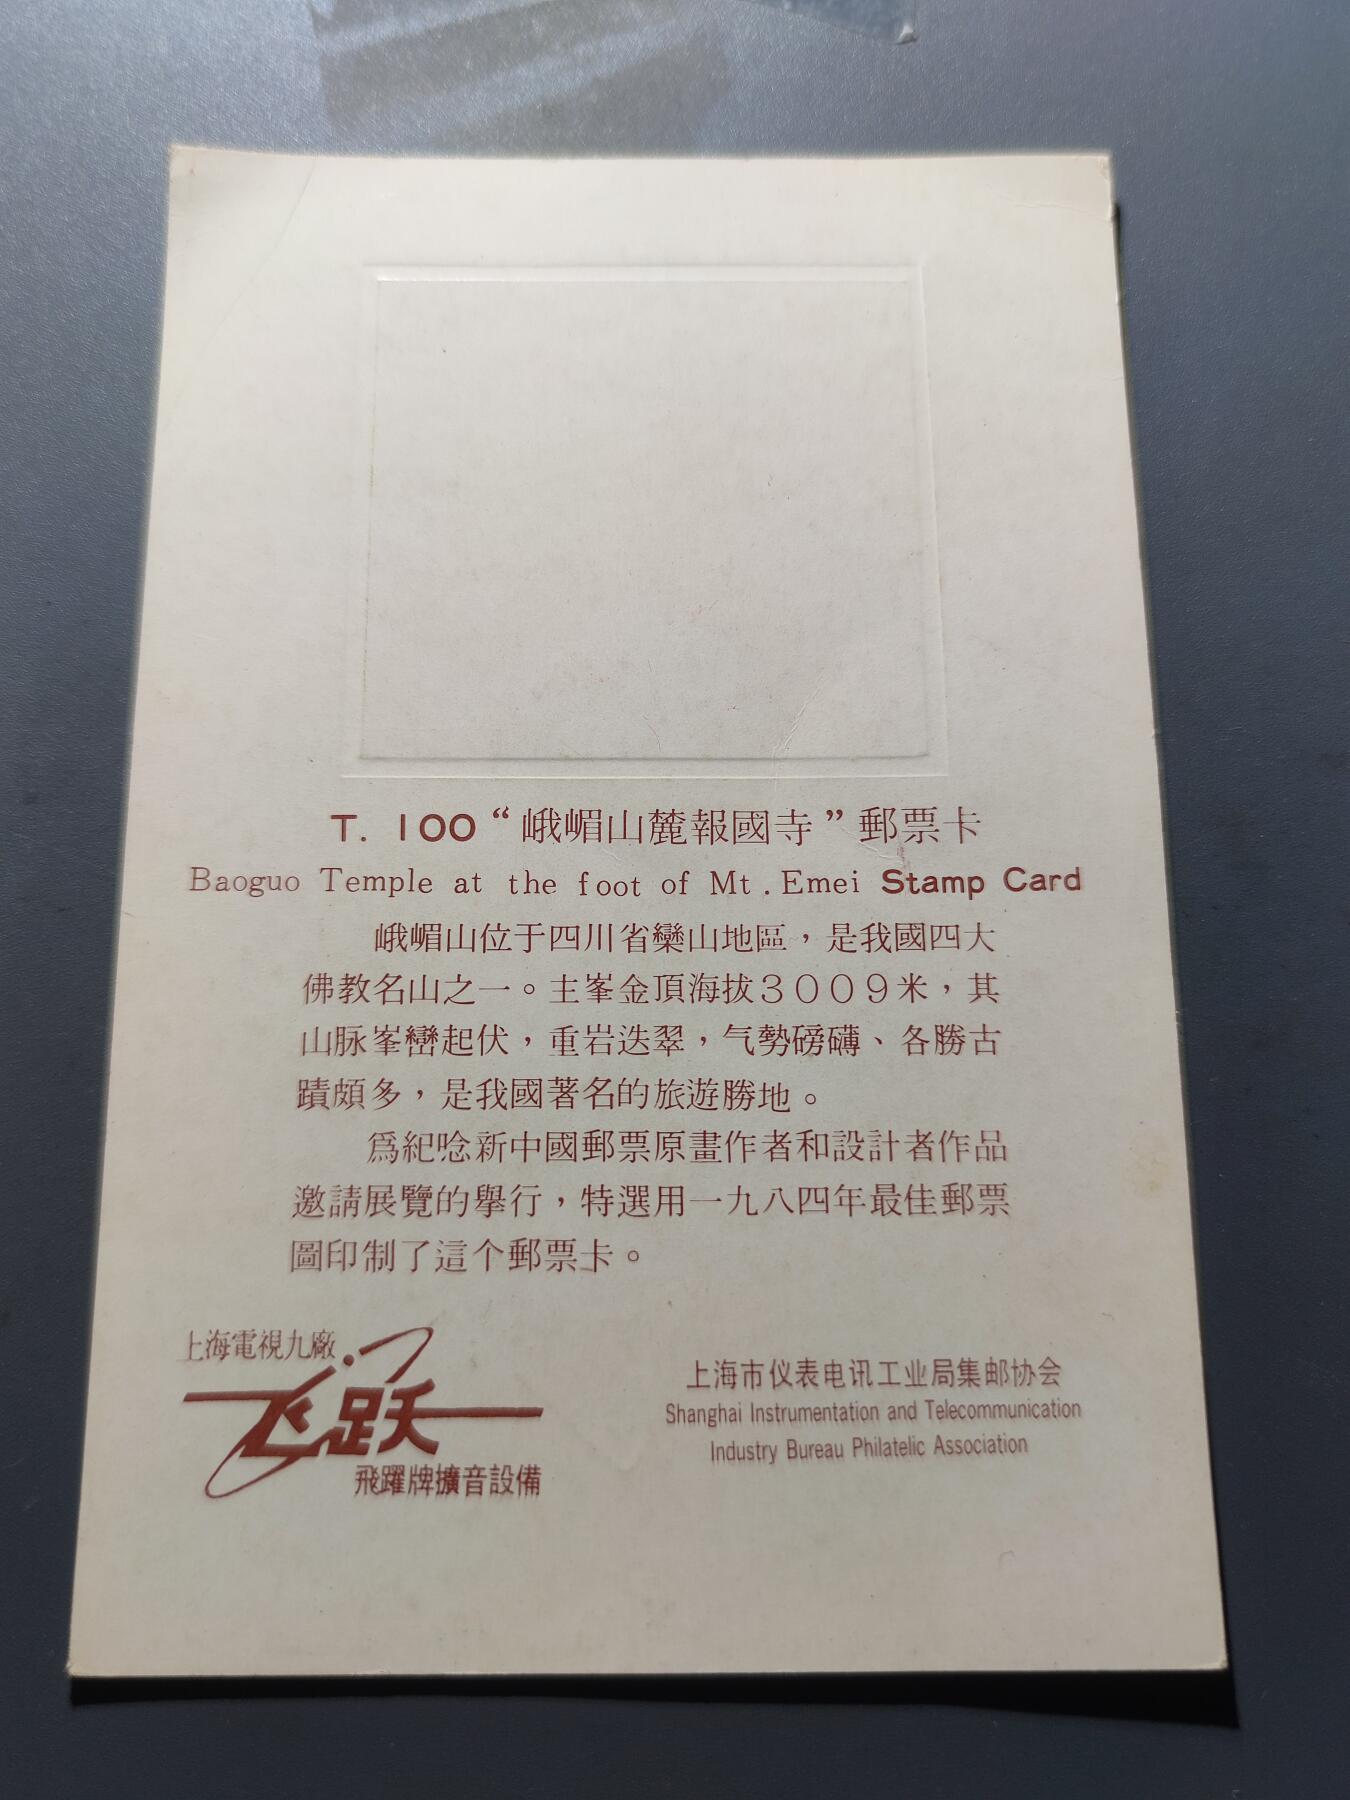 T. 100“峨嵋山麓報國寺”郵票卡
Baoguo Temple at the foot of Mt. Emei Stamp Card
峨嵋山位于四川省欒山地區，是我國四大
佛教名山之一。主峯金頂海拔3009米，其
山脉峯巒起伏，重岩迭翠，气勢磅礴、各勝古
蹟頗多，是我國著名的旅遊勝地。
爲紀唸新中國郵票原畫作者和設計者作品
邀請展覽的舉行，特選用一九八四年最佳郵票
圖印制了這个郵票卡。
上海電視九廠
飞跃
飛躍牌擴音設備
上海市仪表电讯工业局集邮协会
Shanghai Instrumentation and Telecommunication
Industry Bureau Philatelic Association